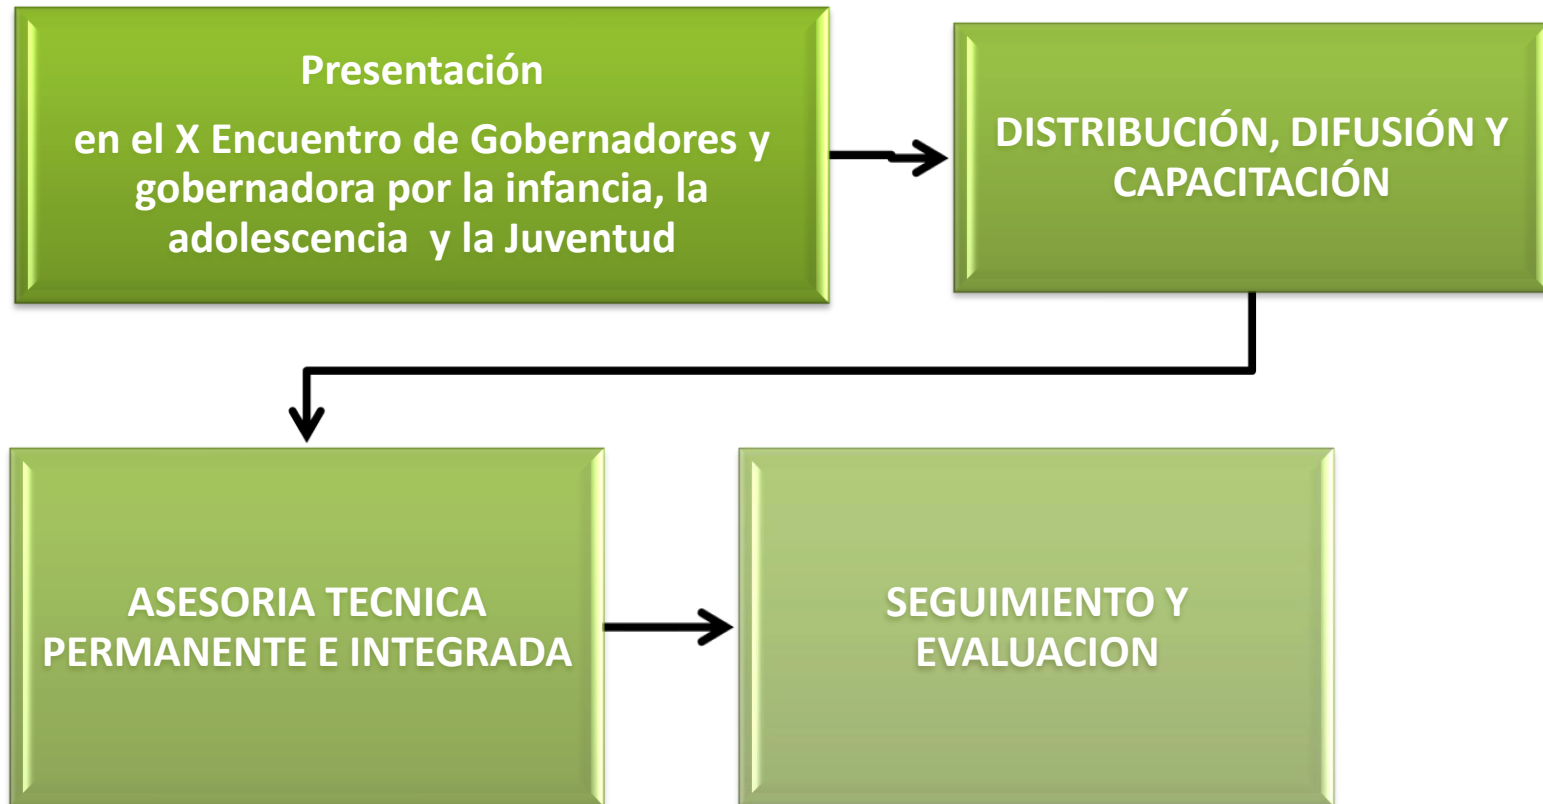 Presentación
en el X Encuentro de Gobernadores y
gobernadora por la infancia, la
adolescencia y la Juventud
DISTRIBUCIÓN, DIFUSIÓN Y
CAPACITACIÓN
ASESORIA TECNICA
PERMANENTE E INTEGRADA
SEGUIMIENTO Y
EVALUACION